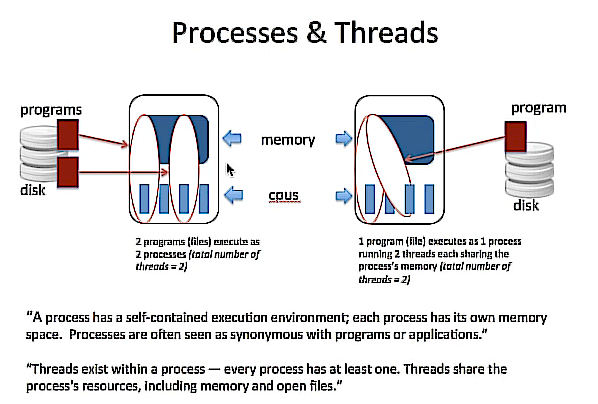 Processes & Threads
programs
disk
memory
cpus
program
disk
2 programs (files) execute as
2 processes (total number of
threads = 2)
1 program (file) executes as 1 process
running 2 threads each sharing the
process's memory (total number of
threads = 2)
"A process has a self-contained execution environment; each process has its own memory
space. Processes are often seen as synonymous with programs or applications."
"Threads exist within a process — every process has at least one. Threads share the
process's resources, including memory and open files."